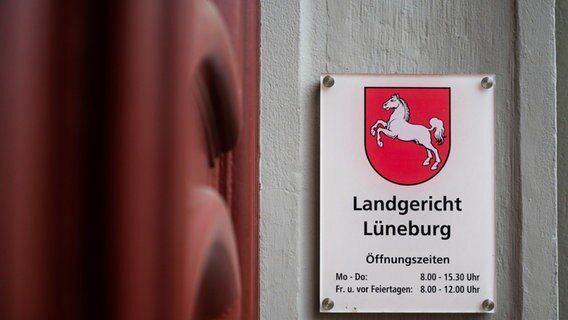 Landgericht
Lüneburg
Öffnungszeiten
Mo - Do: 8.00 - 15.30 Uhr
Fr. u. vor Feiertagen: 8.00 - 12.00 Uhr